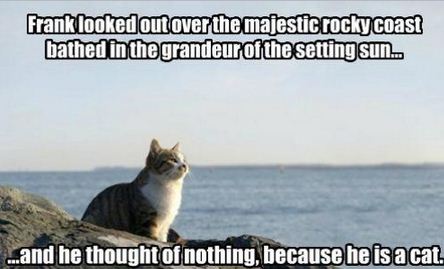 Frank looked out over the majestic rocky coast
bathed in the grandeur of the setting sun...
...and he thought of nothing, because he is a cat.